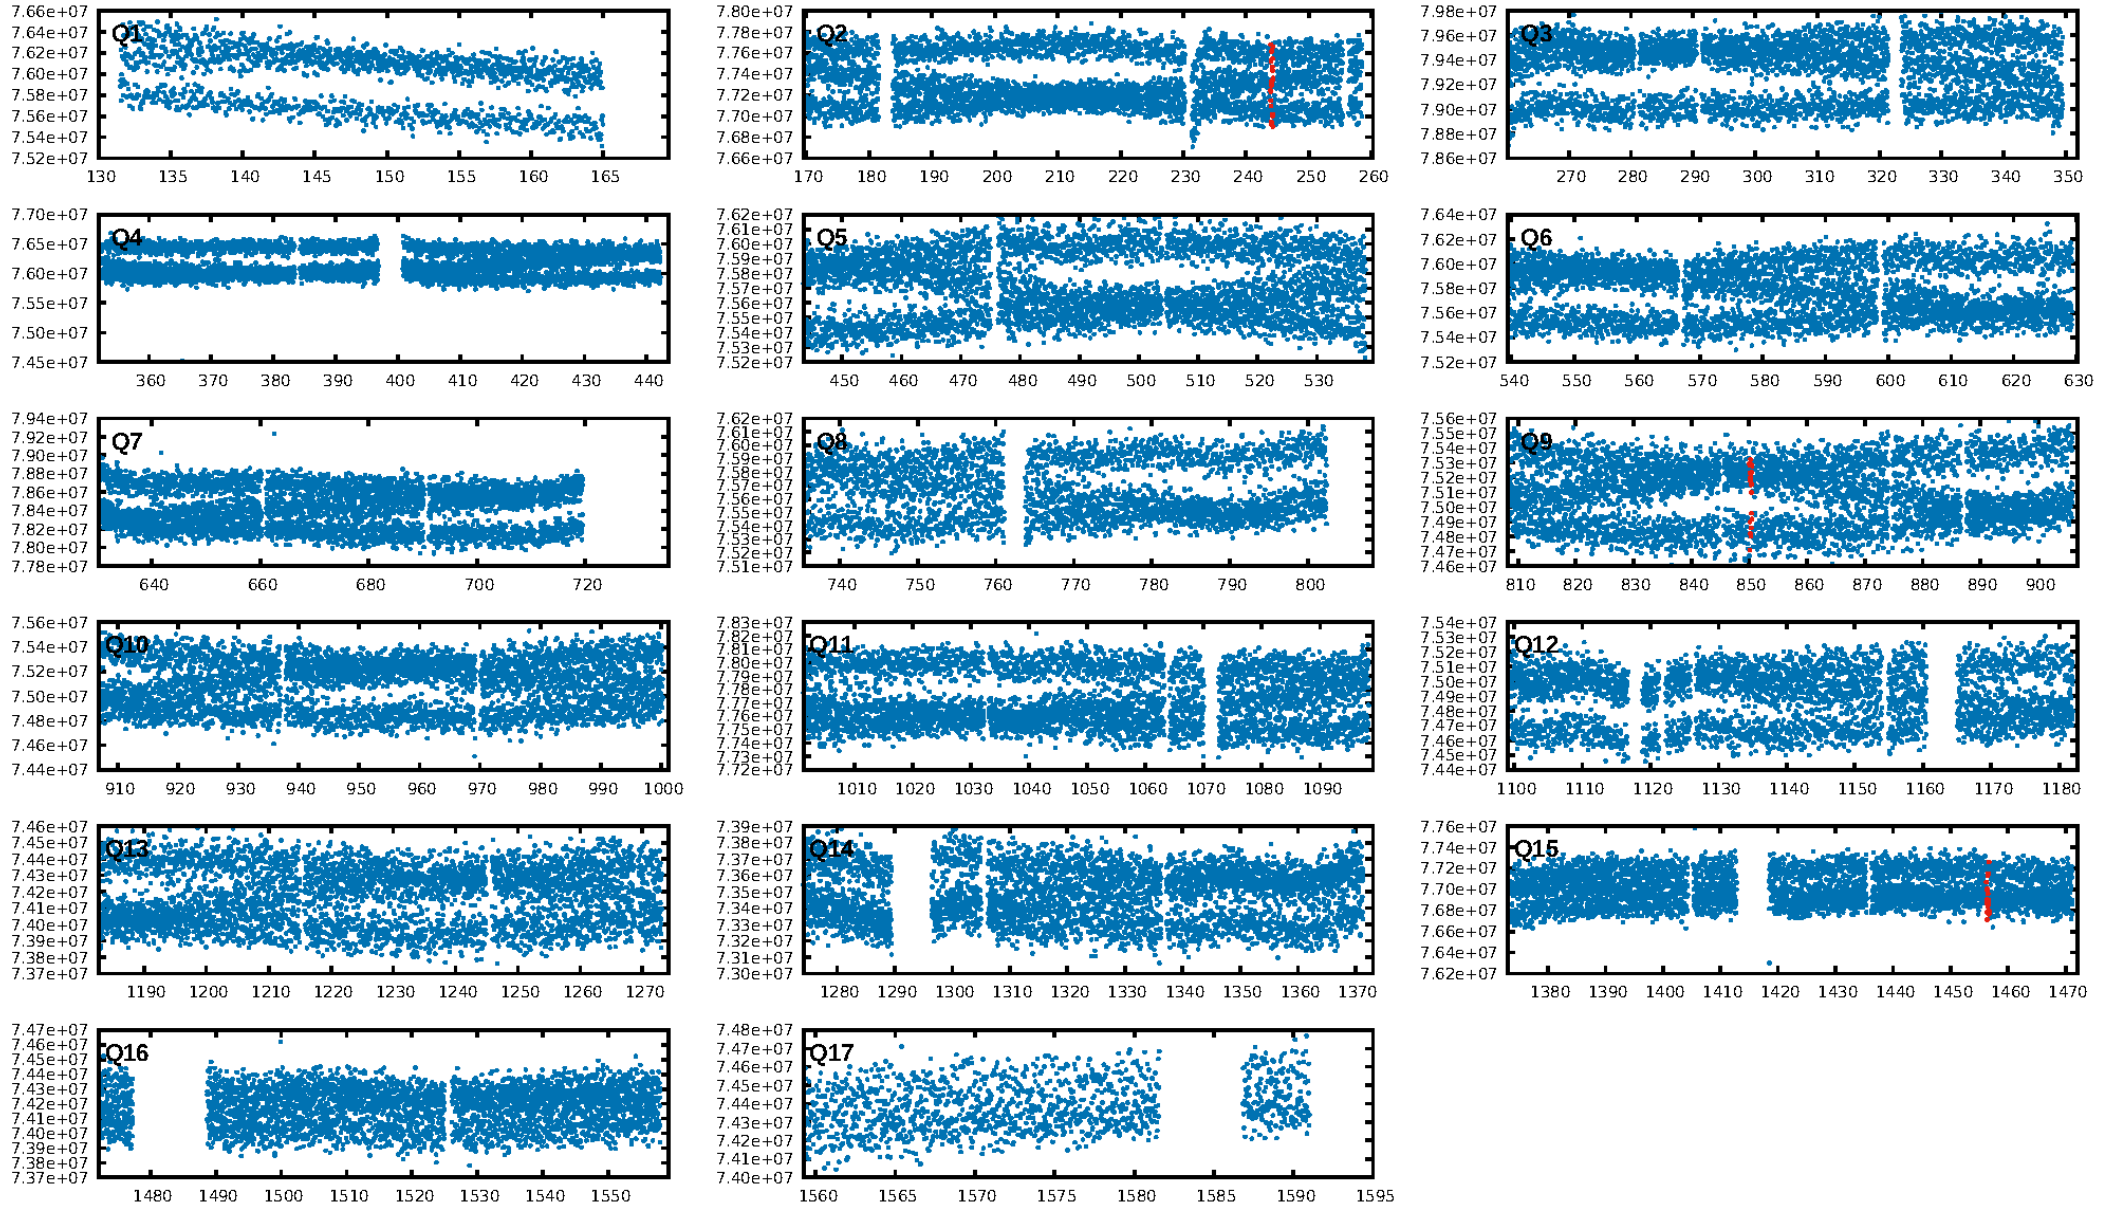 Q1
7.66e+07
7.64e+07
7.62e+07
7.60e+07
7.58e+07
7.56e+07
7.54e+07
7.52e+07
130 135 140 145 150 155 160 165
Q2
7.80e+07
7.78e+07
7.76e+07
7.74e+07
7.72e+07
7.70e+07
7.68e+07
7.66e+07
170 180 190 200 210 220 230 240 250 260
Q3
7.98e+07
7.96e+07
7.94e+07
7.92e+07
7.90e+07
7.88e+07
7.86e+07
270 280 290 300 310 320 330 340 350
Q4
7.70e+07
7.65e+07
7.60e+07
7.55e+07
7.50e+07
7.45e+07
360 370 380 390 400 410 420 430 440
Q5
7.62e+07
7.61e+07
7.60e+07
7.59e+07
7.58e+07
7.57e+07
7.56e+07
7.55e+07
7.54e+07
7.53e+07
7.52e+07
450 460 470 480 490 500 510 520 530
Q6
7.64e+07
7.62e+07
7.60e+07
7.58e+07
7.56e+07
7.54e+07
7.52e+07
540 550 560 570 580 590 600 610 620 630
Q7
7.94e+07
7.92e+07
7.90e+07
7.88e+07
7.86e+07
7.84e+07
7.82e+07
7.80e+07
7.78e+07
640 660 680 700 720
Q8
7.62e+07
7.61e+07
7.60e+07
7.59e+07
7.58e+07
7.57e+07
7.56e+07
7.55e+07
7.54e+07
7.53e+07
7.52e+07
7.51e+07
740 750 760 770 780 790 800
Q9
7.56e+07
7.55e+07
7.54e+07
7.53e+07
7.52e+07
7.51e+07
7.50e+07
7.49e+07
7.48e+07
7.47e+07
7.46e+07
810 820 830 840 850 860 870 880 890 900
Q10
7.56e+07
7.54e+07
7.52e+07
7.50e+07
7.48e+07
7.46e+07
7.44e+07
910 920 930 940 950 960 970 980 990 1000
Q11
7.83e+07
7.82e+07
7.81e+07
7.80e+07
7.79e+07
7.78e+07
7.77e+07
7.76e+07
7.75e+07
7.74e+07
7.73e+07
7.72e+07
1010 1020 1030 1040 1050 1060 1070 1080 1090
Q12
7.54e+07
7.53e+07
7.52e+07
7.51e+07
7.50e+07
7.49e+07
7.48e+07
7.47e+07
7.46e+07
7.45e+07
7.44e+07
1100 1110 1120 1130 1140 1150 1160 1170 1180
Q13
7.46e+07
7.45e+07
7.44e+07
7.43e+07
7.42e+07
7.41e+07
7.40e+07
7.39e+07
7.38e+07
7.37e+07
1190 1200 1210 1220 1230 1240 1250 1260 1270
Q14
7.39e+07
7.38e+07
7.37e+07
7.36e+07
7.35e+07
7.34e+07
7.33e+07
7.32e+07
7.31e+07
7.30e+07
1280 1290 1300 1310 1320 1330 1340 1350 1360 1370
Q15
7.76e+07
7.74e+07
7.72e+07
7.70e+07
7.68e+07
7.66e+07
7.64e+07
7.62e+07
1380 1390 1400 1410 1420 1430 1440 1450 1460 1470
Q16
7.47e+07
7.46e+07
7.45e+07
7.44e+07
7.43e+07
7.42e+07
7.41e+07
7.40e+07
7.39e+07
7.38e+07
7.37e+07
1480 1490 1500 1510 1520 1530 1540 1550
Q17
7.48e+07
7.47e+07
7.46e+07
7.45e+07
7.44e+07
7.43e+07
7.42e+07
7.41e+07
7.40e+07
1560 1565 1570 1575 1580 1585 1590 1595